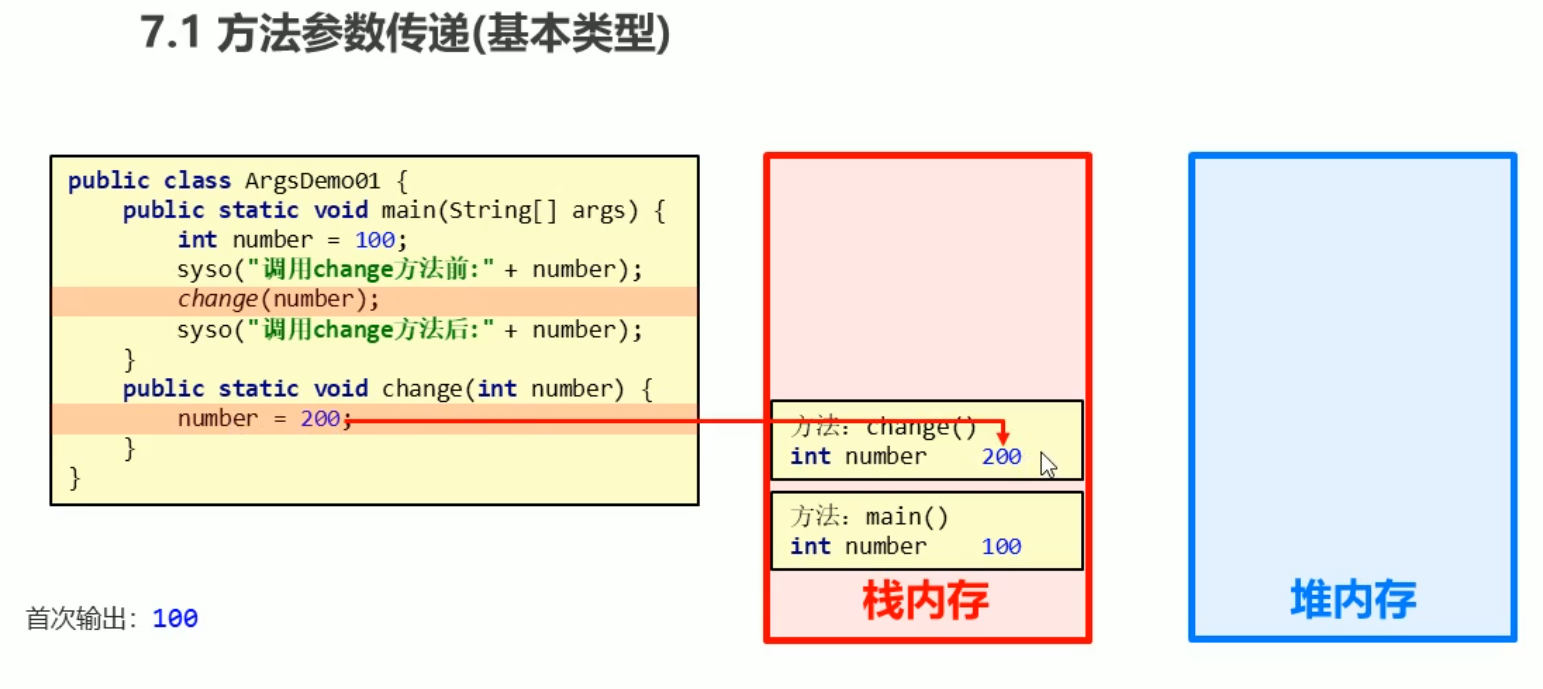 7.1 方法参数传递(基本类型)
public class ArgsDemo01 {
public static void main(String[] args) {
int number = 100;
syso("调用change方法前:" + number);
change(number);
syso("调用change方法后:" + number);
}
public static void change(int number) {
number = 200;
}
}
方法：change()
int number 200
方法：main()
int number 100
栈内存
堆内存
首次输出：100